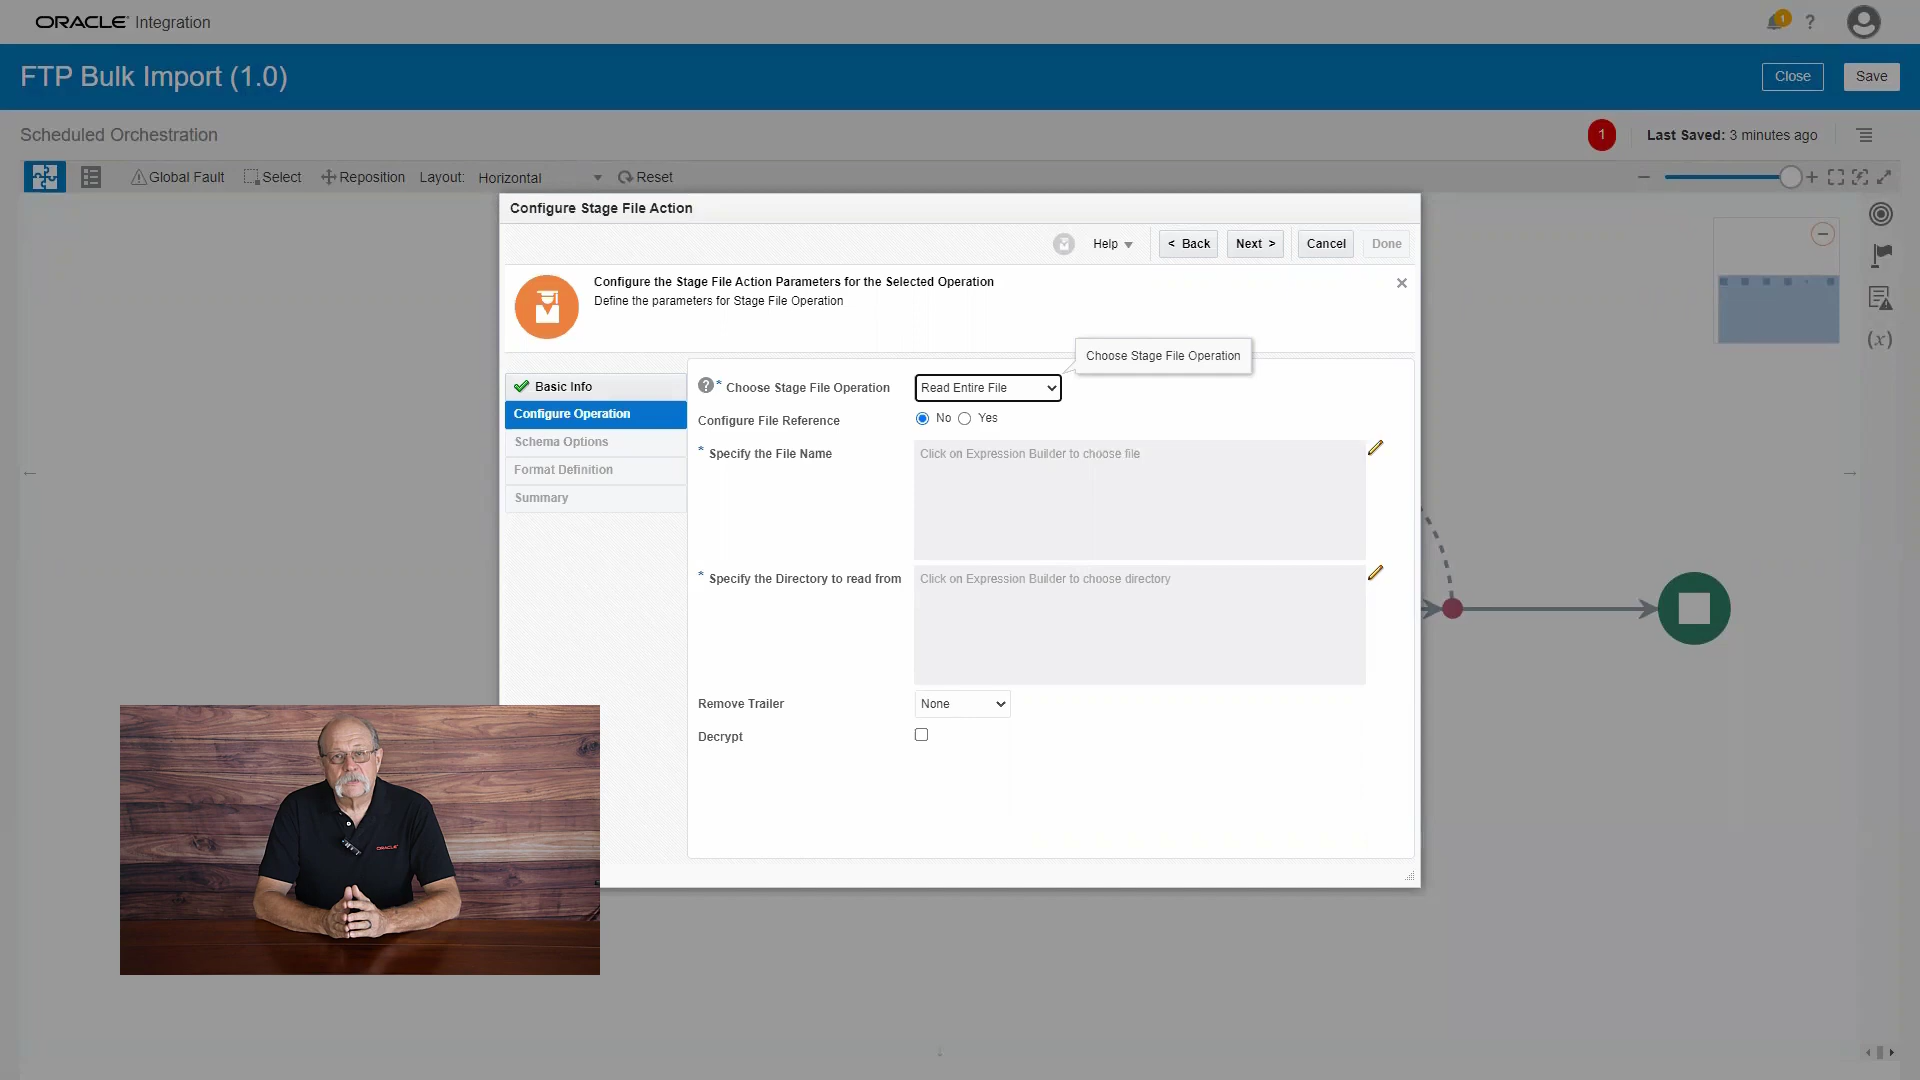 ORACLE Integration
1
?
FTP Bulk Import (1.0)
Close
Save
Scheduled Orchestration
1
Last Saved: 3 minutes ago
Global Fault
Select
Reposition
Layout:
Horizontal
Reset
Configure Stage File Action
Help
< Back
Next >
Cancel
Done
Configure the Stage File Action Parameters for the Selected Operation
Define the parameters for Stage File Operation
Choose Stage File Operation
Basic Info
Configure Operation
Schema Options
Format Definition
Summary
? * Choose Stage File Operation
Read Entire File
Configure File Reference
No
Yes
* Specify the File Name
Click on Expression Builder to choose file
* Specify the Directory to read from
Click on Expression Builder to choose directory
Remove Trailer
None
Decrypt
(x)
ORACLE